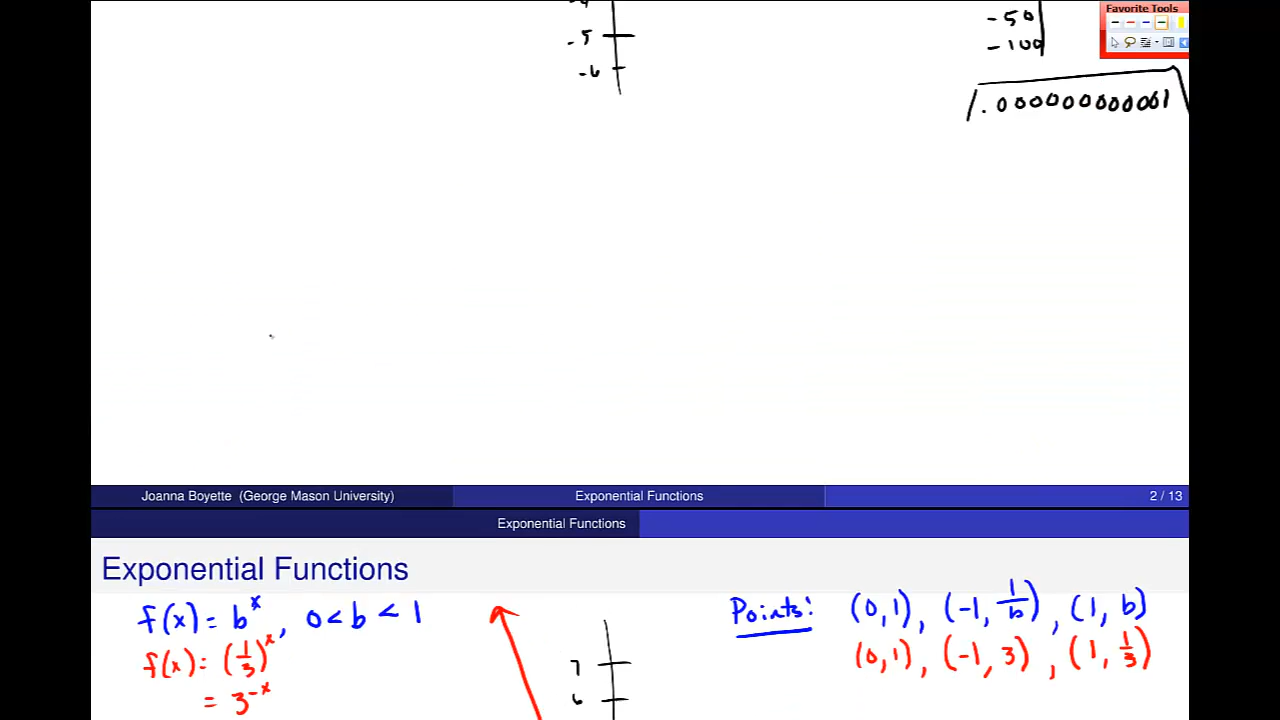 -4
-5
-6
-50
-100
.000000000001
Favorite Tools
Joanna Boyette (George Mason University) Exponential Functions 2 / 13
Exponential Functions
Exponential Functions
f(x) = b^x, 0 < b < 1
f(x) = (1/3)^x
= 3^-x
7
6
Points: (0,1), (-1, 1/b), (1, b)
(0,1), (-1, 3), (1, 1/3)